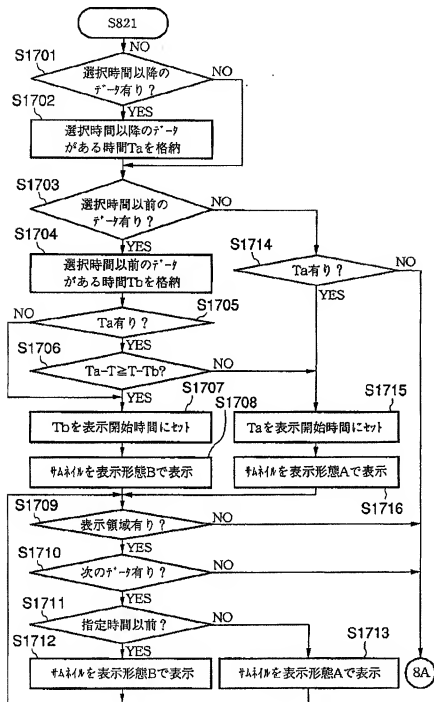 S821
NO
S1701
選択時間以降の
ﾃﾞｰﾀ有り?
NO
YES
S1702
選択時間以降のﾃﾞｰﾀ
がある時間Taを格納
S1703
選択時間以前の
ﾃﾞｰﾀ有り?
NO
YES
S1704
選択時間以前のﾃﾞｰﾀ
がある時間Tbを格納
S1714
Ta有り?
NO
YES
S1705
NO
Ta有り?
YES
S1706
Ta-T≧T-Tb?
NO
YES
S1707
Tbを表示開始時間にｾｯﾄ
S1715
Taを表示開始時間にｾｯﾄ
S1708
ｻﾑﾈｲﾙを表示形態Bで表示
ｻﾑﾈｲﾙを表示形態Aで表示
S1716
S1709
表示領域有り?
NO
YES
S1710
次のﾃﾞｰﾀ有り?
NO
YES
S1711
指定時間以前?
NO
YES
S1712
ｻﾑﾈｲﾙを表示形態Bで表示
S1713
ｻﾑﾈｲﾙを表示形態Aで表示
8A